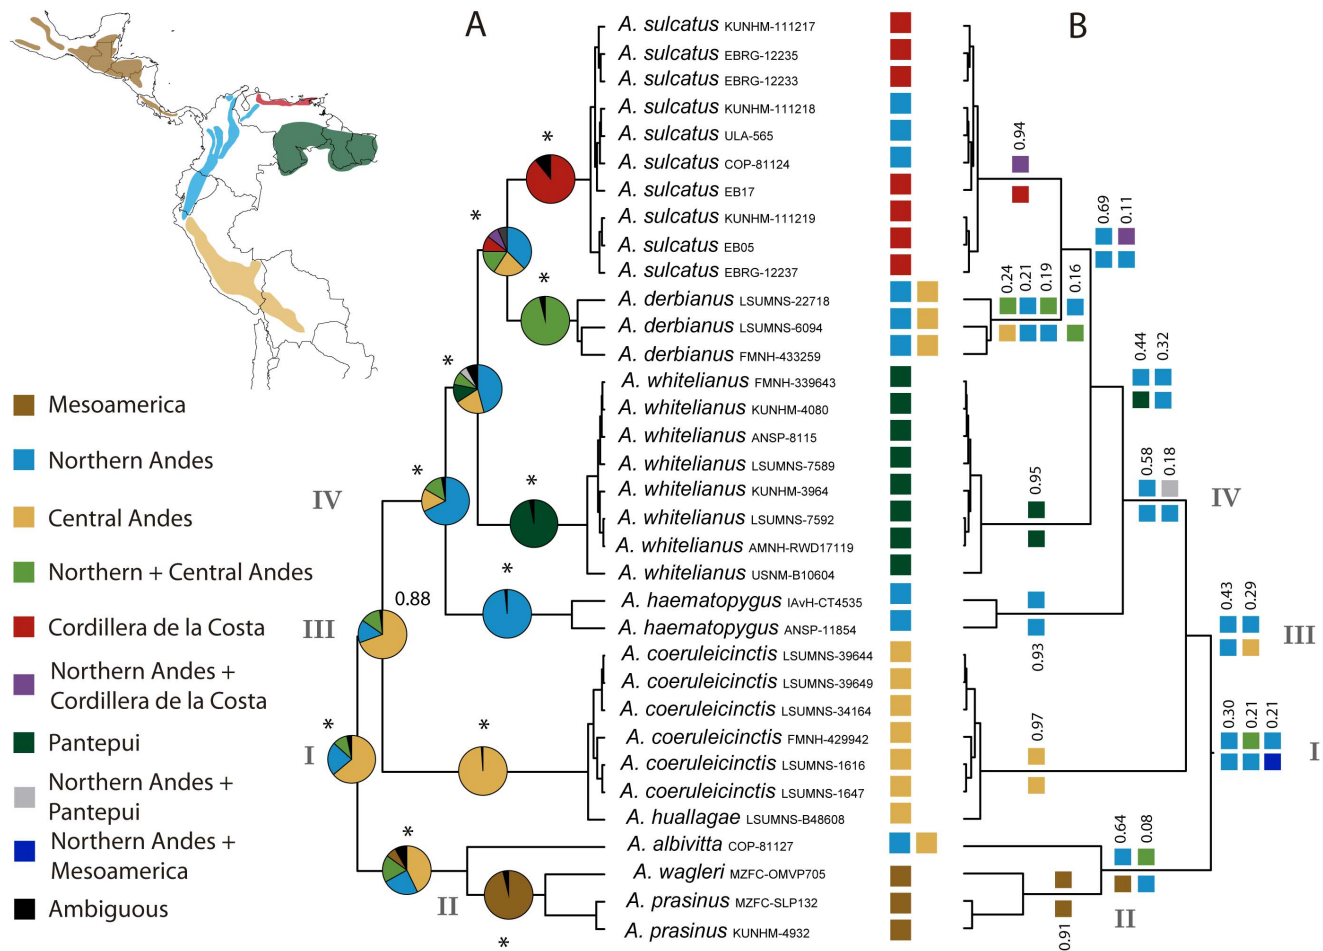 A
B
A. sulcatus KUNHM-111217
A. sulcatus EBRG-12235
A. sulcatus EBRG-12233
A. sulcatus KUNHM-111218
A. sulcatus ULA-565
A. sulcatus COP-81124
A. sulcatus EB17
A. sulcatus KUNHM-111219
A. sulcatus EB05
A. sulcatus EBRG-12237
A. derbianus LSUMNS-22718
A. derbianus LSUMNS-6094
A. derbianus FMNH-433259
A. whitelianus FMNH-339643
A. whitelianus KUNHM-4080
A. whitelianus ANSP-8115
A. whitelianus LSUMNS-7589
A. whitelianus KUNHM-3964
A. whitelianus LSUMNS-7592
A. whitelianus AMNH-RWD17119
A. whitelianus USNM-B10604
A. haematopygus IAvH-CT4535
A. haematopygus ANSP-11854
A. coeruleicinctis LSUMNS-39644
A. coeruleicinctis LSUMNS-39649
A. coeruleicinctis LSUMNS-34164
A. coeruleicinctis FMNH-429942
A. coeruleicinctis LSUMNS-1616
A. coeruleicinctis LSUMNS-1647
A. huallagae LSUMNS-B48608
A. albivitta COP-81127
A. wagleri MZFC-OMVP705
A. prasinus MZFC-SLP132
A. prasinus KUNHM-4932
Mesoamerica
Northern Andes
Central Andes
Northern + Central Andes
Cordillera de la Costa
Northern Andes +
Cordillera de la Costa
Pantepui
Northern Andes +
Pantepui
Northern Andes +
Mesoamerica
Ambiguous
*
*
*
*
*
*
*
*
*
*
*
*
IV
III
0.88
I
II
0.94
0.69 0.11
0.24 0.21 0.19 0.16
0.44 0.32
0.58 0.18
IV
0.95
0.93
0.43 0.29
III
0.97
0.30 0.21 0.21
I
0.64 0.08
II
0.91